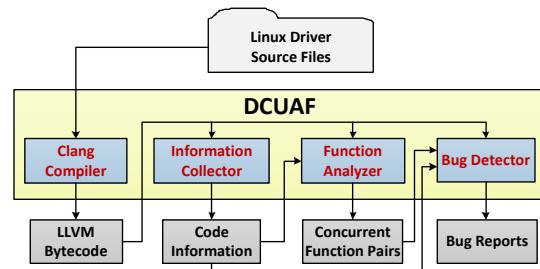 Linux Driver
Source Files
DCUAF
Clang
Compiler
Information
Collector
Function
Analyzer
Bug Detector
LLVM
Bytecode
Code
Information
Concurrent
Function Pairs
Bug Reports